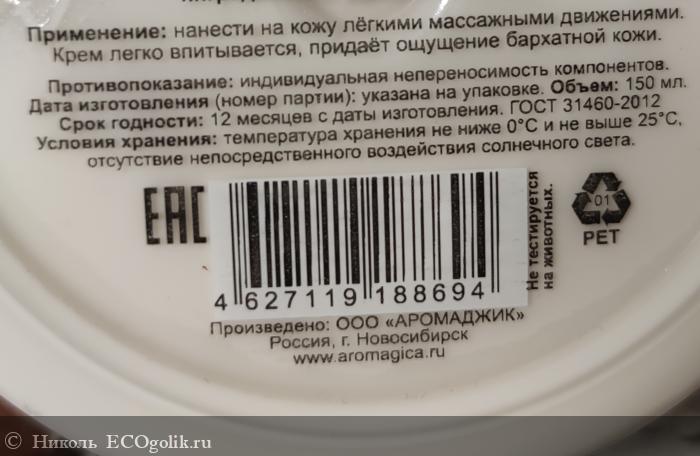 Применение: нанести на кожу лёгкими массажными движениями.
Крем легко впитывается, придаёт ощущение бархатной кожи.
Противопоказание: индивидуальная непереносимость компонентов.
Дата изготовления (номер партии): указана на упаковке. Объем: 150 мл.
Срок годности: 12 месяцев с даты изготовления. ГОСТ 31460-2012
Условия хранения: температура хранения не ниже 0°C и не выше 25°C,
отсутствие непосредственного воздействия солнечного света.
EAC
4 627119 188694
Не тестируется
на животных.
01
PET
Произведено: ООО «АРОМАДЖИК»
Россия, г. Новосибирск
www.aromagica.ru
© Николь ECOgolik.ru